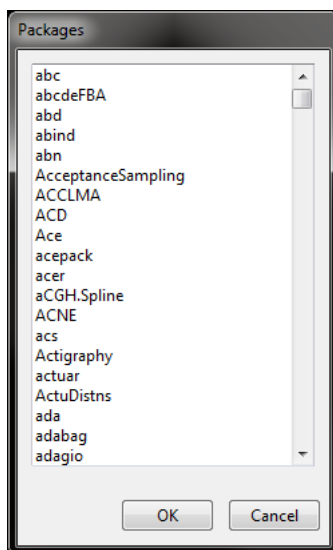 Packages
abc
abcdeFBA
abd
abind
abn
AcceptanceSampling
ACCLMA
ACD
Ace
acepack
acer
aCGH.Spline
ACNE
acs
Actigraphy
actuar
ActuDistns
ada
adabag
adagio
OK Cancel